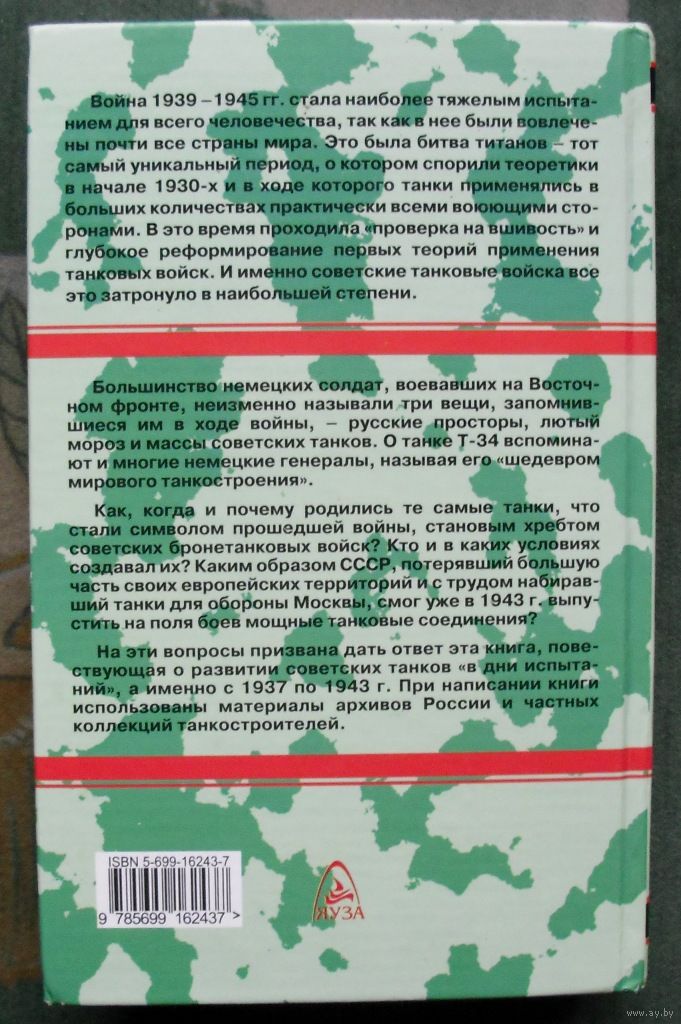 Война 1939 – 1945 гг. стала наиболее тяжелым испыта-
нием для всего человечества, так как в нее были вовлече-
ны почти все страны мира. Это была битва титанов – тот
самый уникальный период, о котором спорили теоретики
в начале 1930-х и в ходе которого танки применялись в
больших количествах практически всеми воюющими сто-
ронами. В это время проходила «проверка на вшивость» и
глубокое реформирование первых теорий применения
танковых войск. И именно советские танковые войска все
это затронуло в наибольшей степени.
Большинство немецких солдат, воевавших на Восточ-
ном фронте, неизменно называли три вещи, запомнив-
шиеся им в ходе войны, – русские просторы, лютый
мороз и массы советских танков. О танке Т-34 вспомина-
ют и многие немецкие генералы, называя его «шедевром
мирового танкостроения».
Как, когда и почему родились те самые танки, что
стали символом прошедшей войны, становым хребтом
советских бронетанковых войск? Кто и в каких условиях
создавал их? Каким образом СССР, потерявший большую
часть своих европейских территорий и с трудом набирав-
ший танки для обороны Москвы, смог уже в 1943 г. выпу-
стить на поля боев мощные танковые соединения?
На эти вопросы призвана дать ответ эта книга, пове-
ствующая о развитии советских танков «в дни испыта-
ний», а именно с 1937 по 1943 г. При написании книги
использованы материалы архивов России и частных
коллекций танкостроителей.
ISBN 5-699-16243-7
9 785699 162437 >
ЯУЗА
www.ay.by